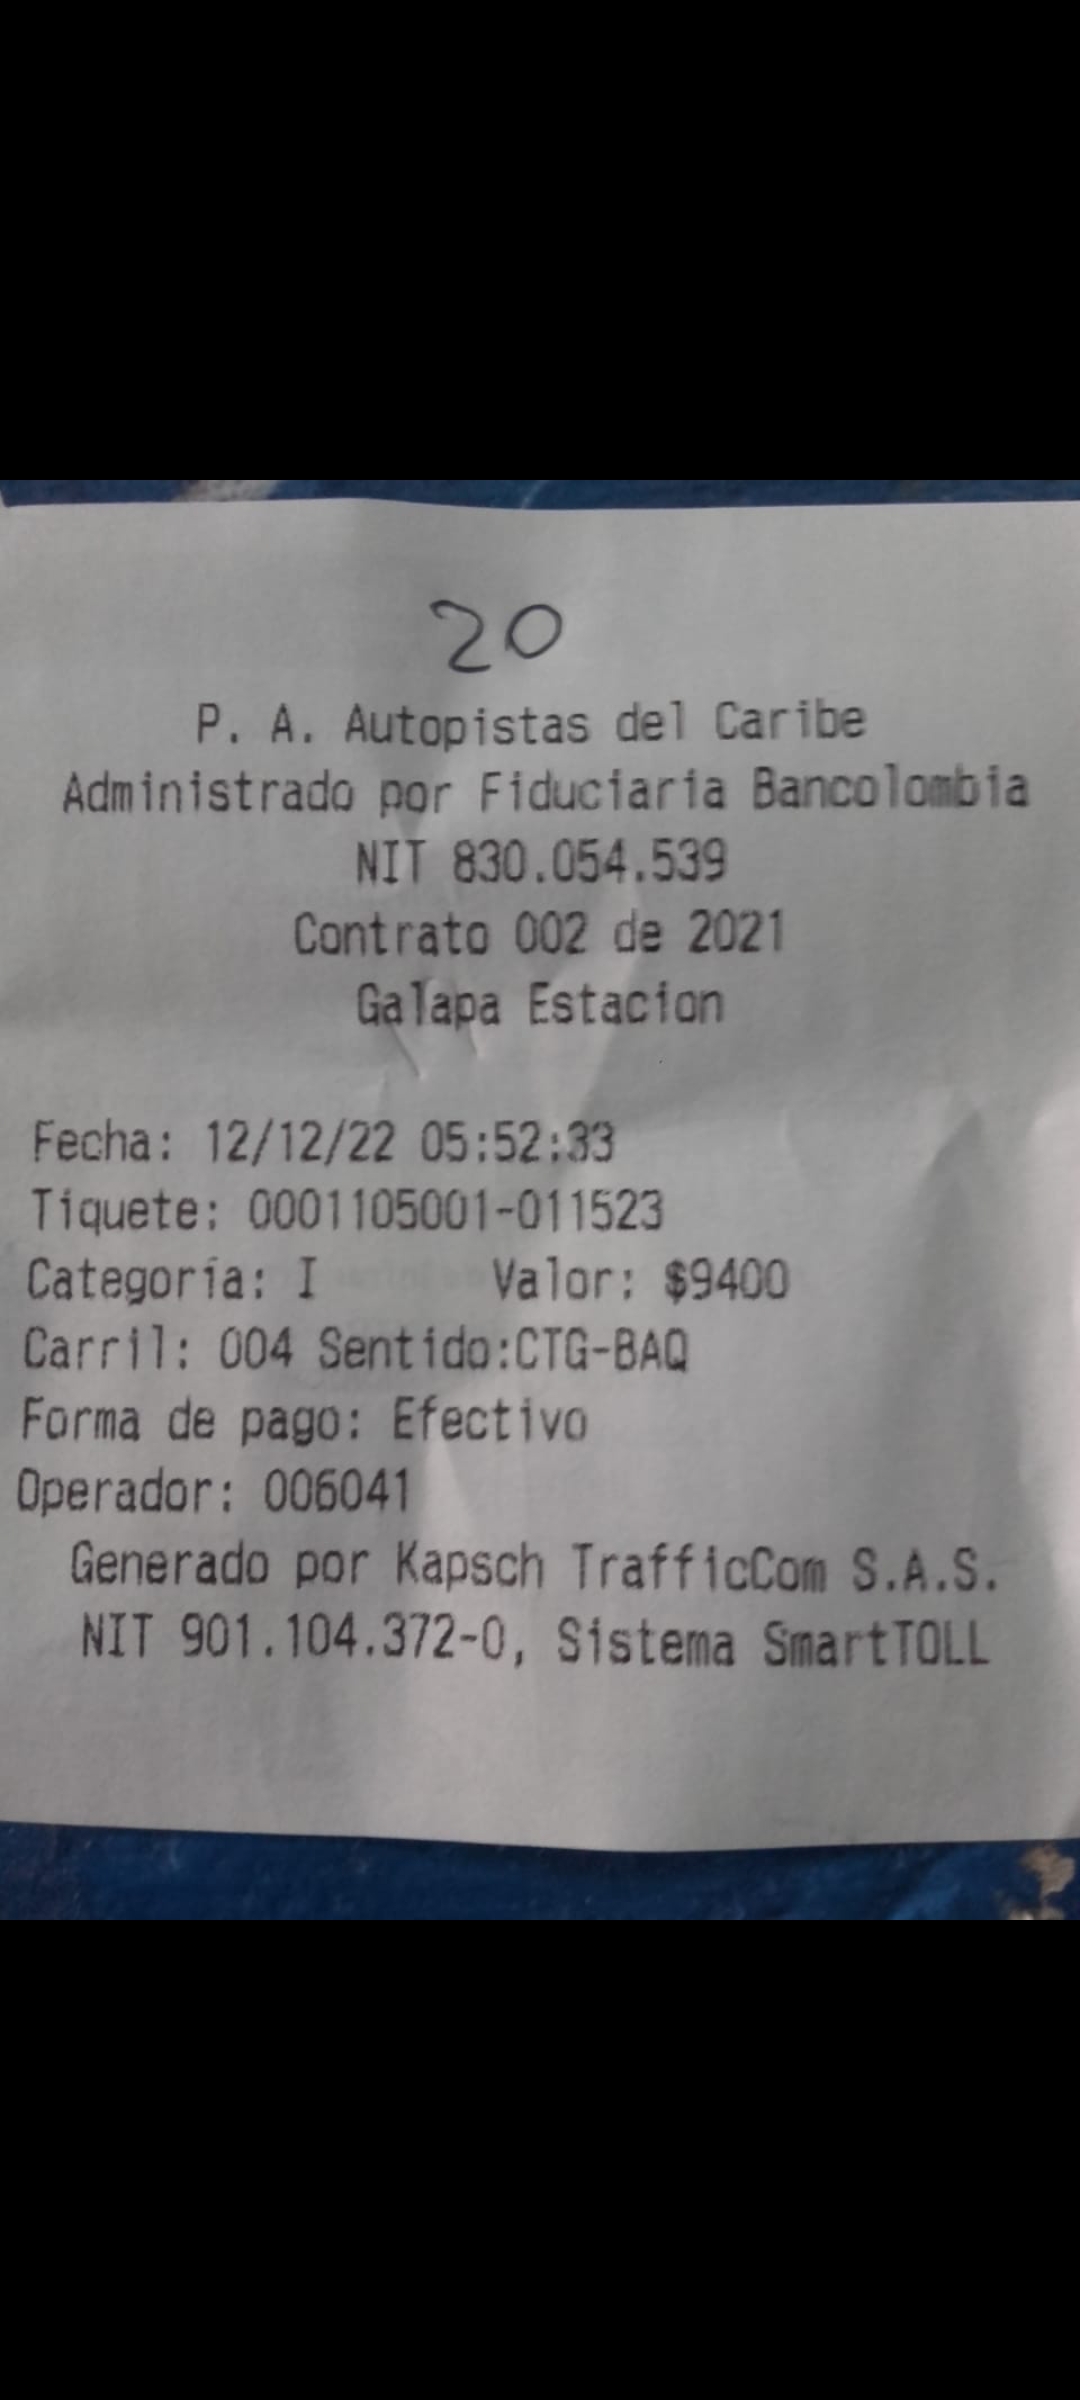 20
P. A. Autopistas del Caribe
Administrado por Fiduciaria Bancolombia
NIT 830.054.539
Contrato 002 de 2021
Galapa Estacion
Fecha: 12/12/22 05:52:33
Tiquete: 0001105001-011523
Categoria: I Valor: $9400
Carril: 004 Sentido:CTG-BAQ
Forma de pago: Efectivo
Operador: 006041
Generado por Kapsch TrafficCom S.A.S.
NIT 901.104.372-0, Sistema SmartTOLL